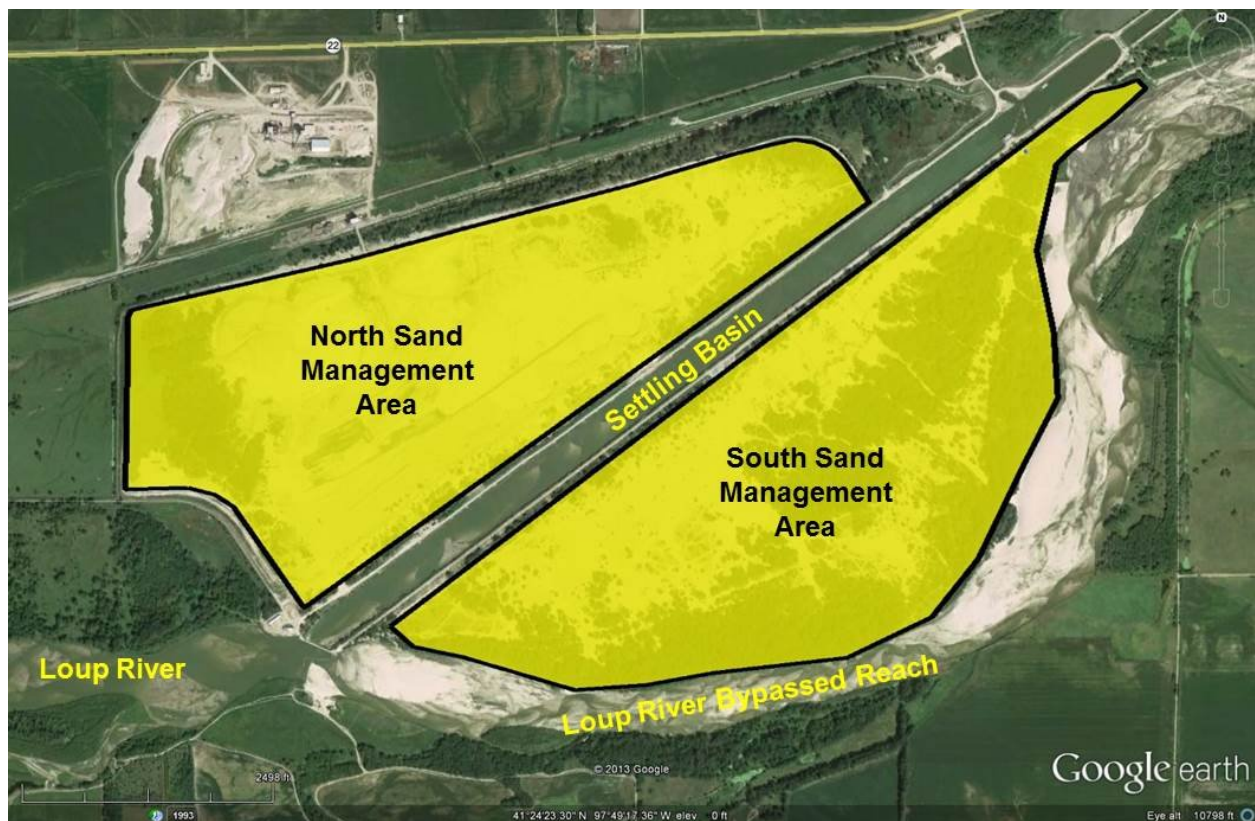 22
N
North Sand
Management
Area
Settling Basin
South Sand
Management
Area
Loup River
Loup River Bypassed Reach
2498 ft
© 2013 Google
Google earth
1993
41°24'23.30" N 97°49'17.36" W elev 0 ft
Eye alt 10798 ft